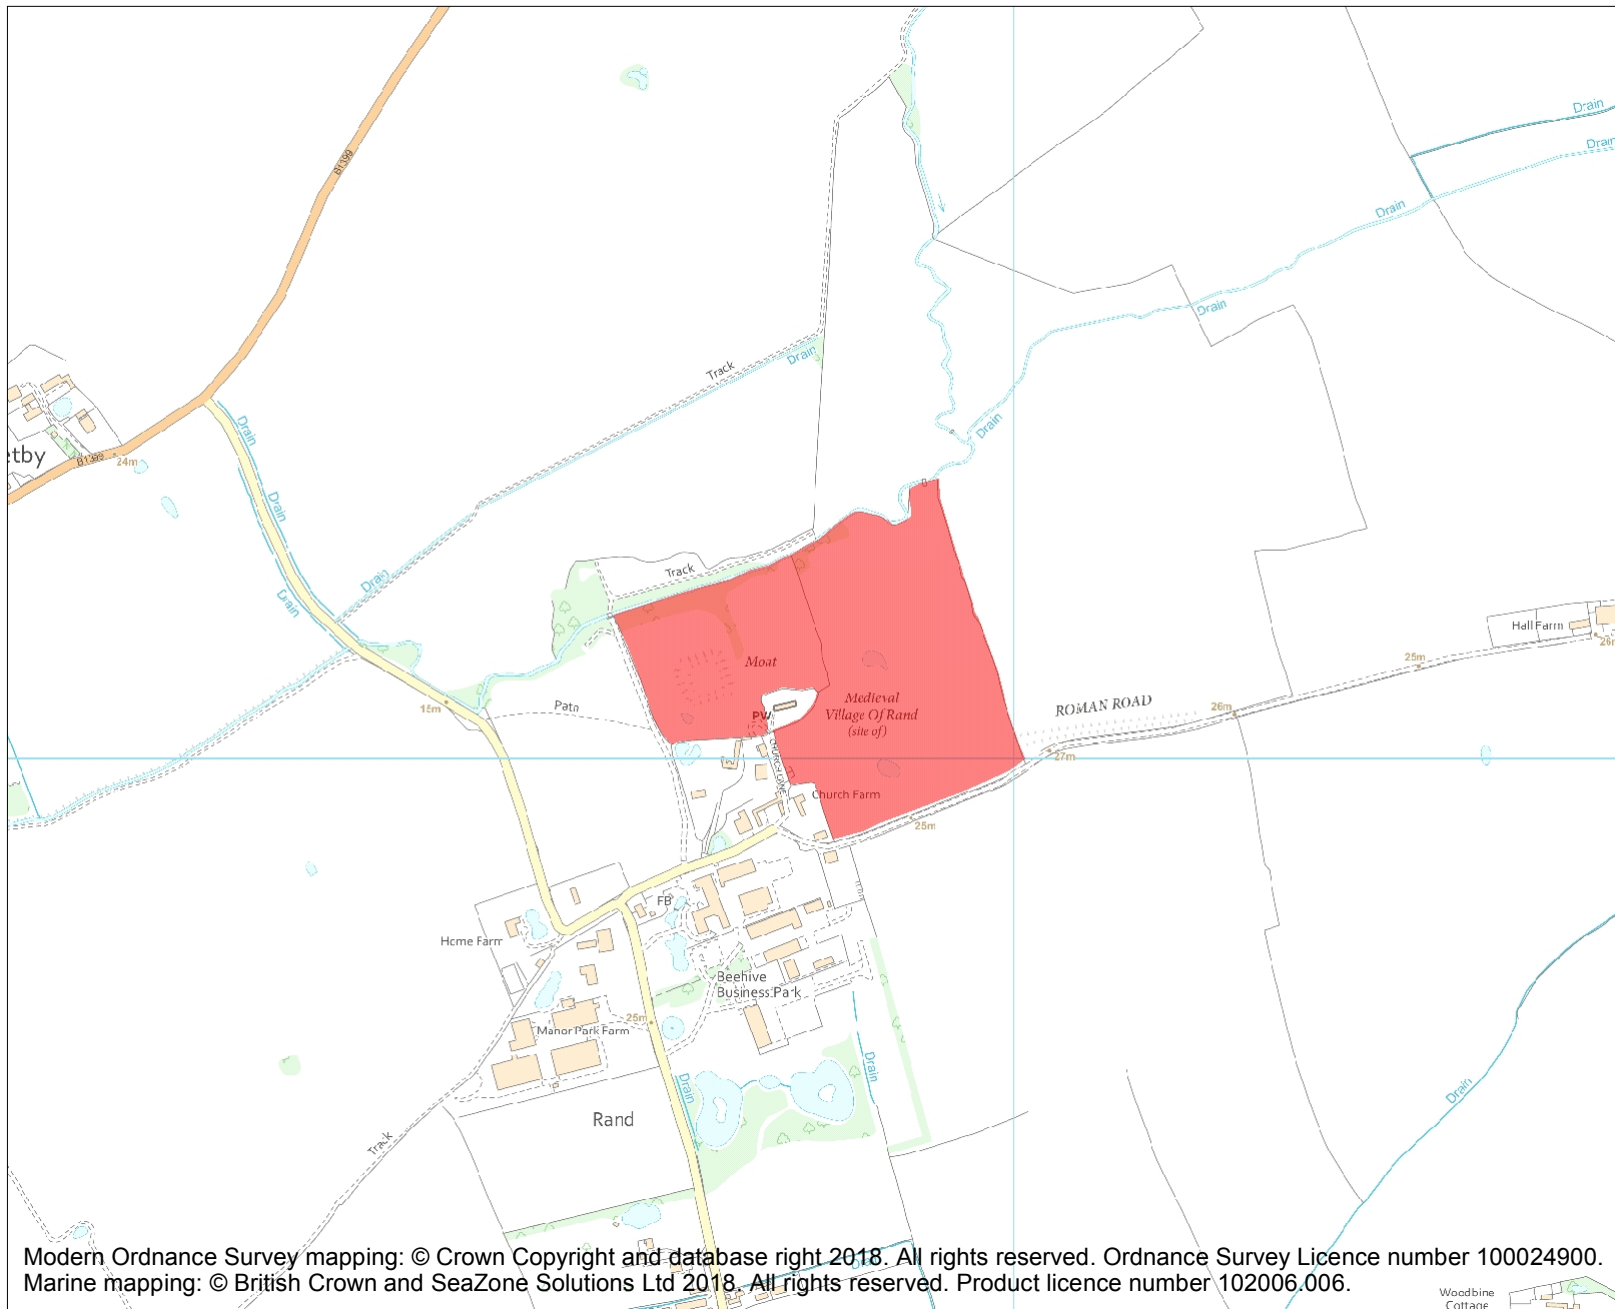 Drain
Drain
B1399
Drain
Drain
Track
Drain
Drain
Drain
etby
B1399
24m
Drain
Drain
Drain
Drain
Track
Hall Farm
26m
25m
Moat
Medieval
Village Of Rand
(site of)
ROMAN ROAD
26m
15m
Path
PW
CHURCH LANE
27m
Church Farm
25m
FB
Home Farm
Beehive
Business Park
25m
Manor Park Farm
Drain
Drain
Drain
Rand
Track
Drain
Modern Ordnance Survey mapping: © Crown Copyright and database right 2018. All rights reserved. Ordnance Survey Licence number 100024900.
Marine mapping: © British Crown and SeaZone Solutions Ltd 2018. All rights reserved. Product licence number 102006.006.
Woodbine
Cottage